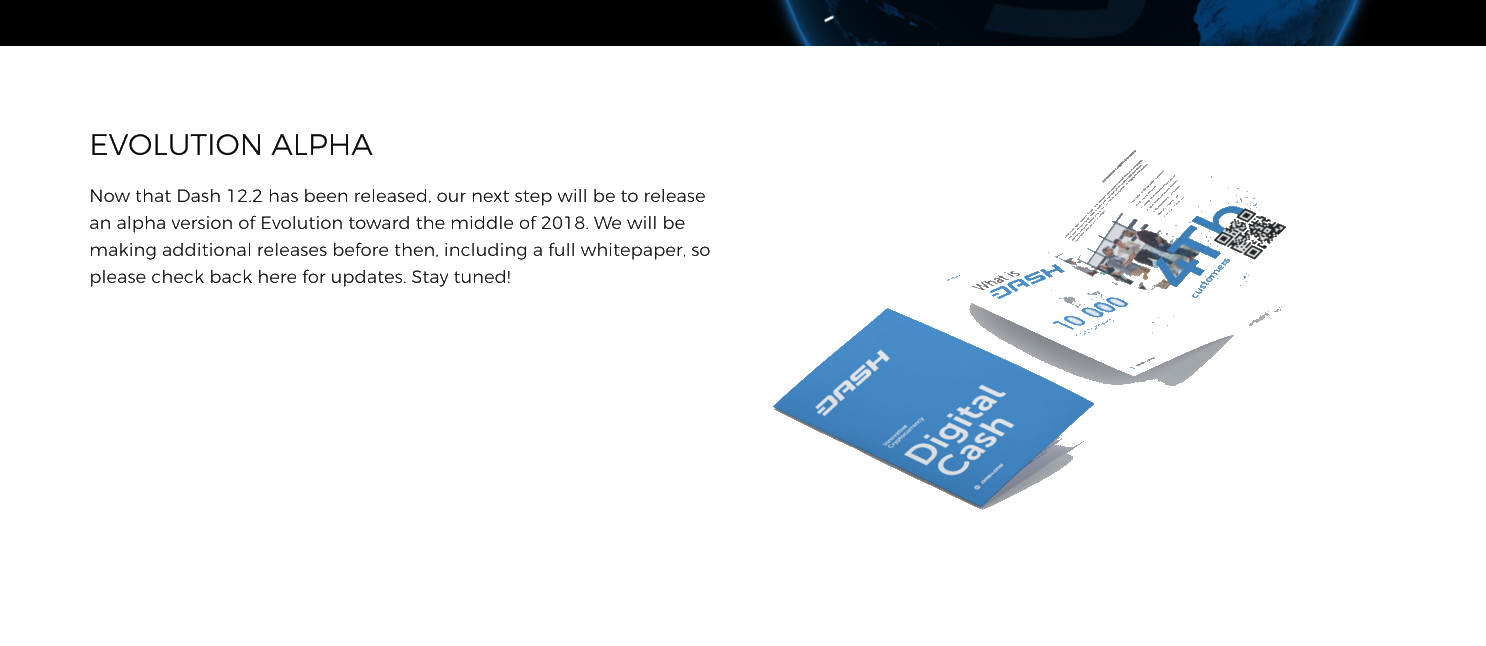 EVOLUTION ALPHA
Now that Dash 12.2 has been released, our next step will be to release
an alpha version of Evolution toward the middle of 2018. We will be
making additional releases before then, including a full whitepaper, so
please check back here for updates. Stay tuned!
What is
DASH
10 000
4Th
customers
DASH
Innovative
Cryptocurrency
Digital
Cash